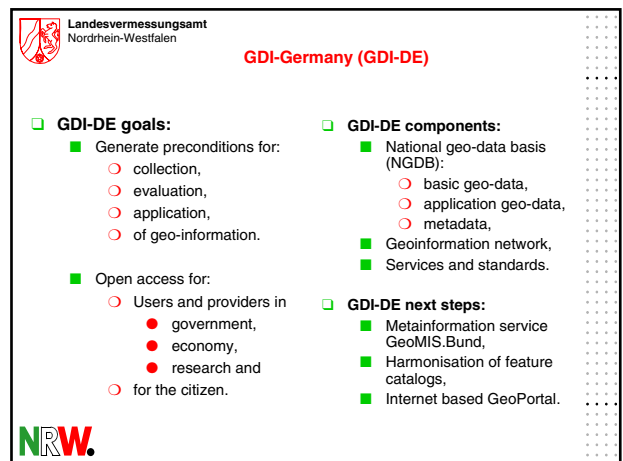 Landesvermessungsamt
Nordrhein-Westfalen
GDI-Germany (GDI-DE)
GDI-DE goals:
Generate preconditions for:
collection,
evaluation,
application,
of geo-information.
Open access for:
Users and providers in
government,
economy,
research and
for the citizen.
GDI-DE components:
National geo-data basis
(NGDB):
basic geo-data,
application geo-data,
metadata,
Geoinformation network,
Services and standards.
GDI-DE next steps:
Metainformation service
GeoMIS.Bund,
Harmonisation of feature
catalogs,
Internet based GeoPortal.
NRW.